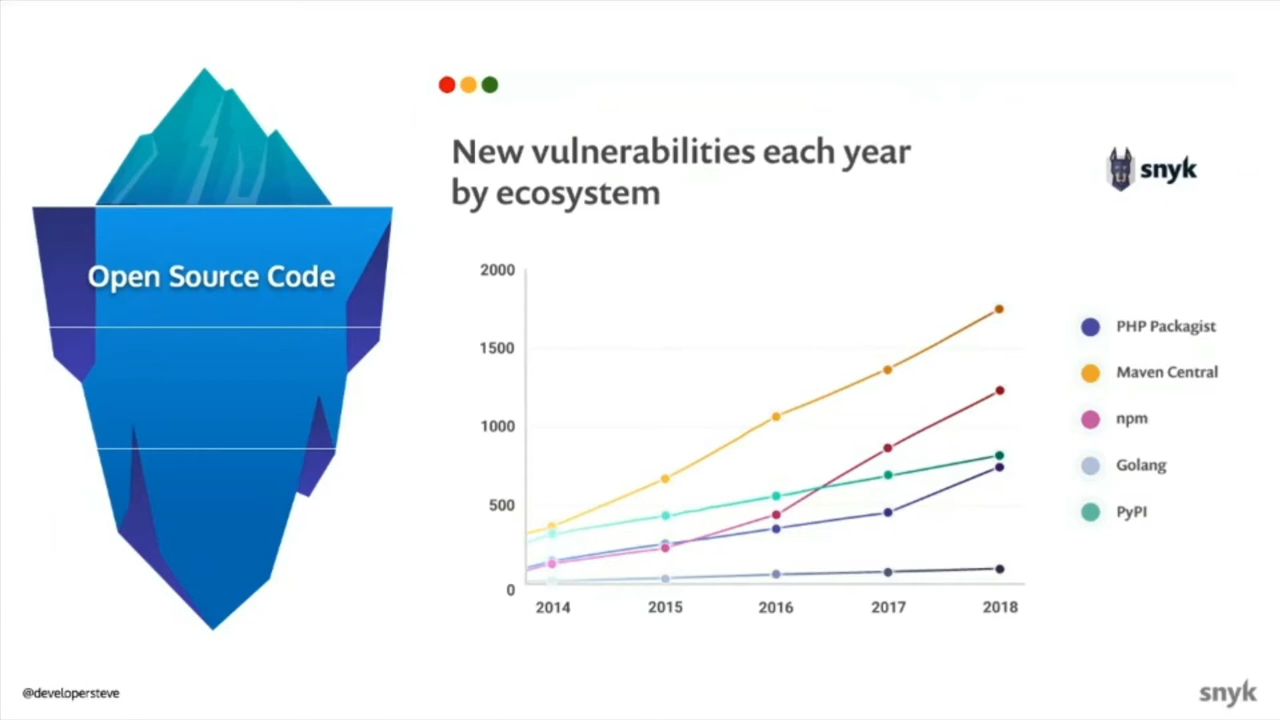 Open Source Code
New vulnerabilities each year
by ecosystem
snyk
2000
1500
1000
500
0
2014 2015 2016 2017 2018
PHP Packagist
Maven Central
npm
Golang
PyPI
@developersteve
snyk